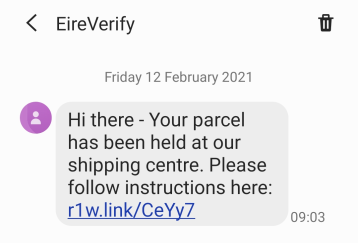 EireVerify
Friday 12 February 2021
Hi there - Your parcel
has been held at our
shipping centre. Please
follow instructions here:
r1w.link/CeYy7
09:03